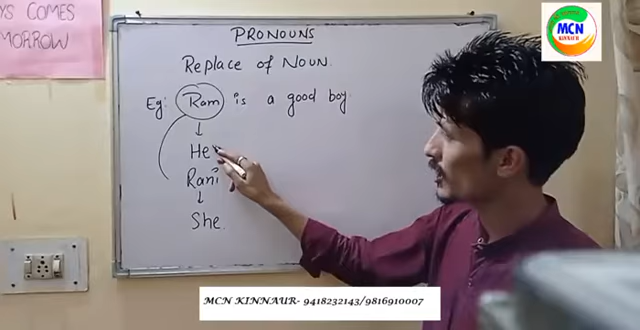 YS COMES
MORROW
PRONOUNS
Replace of NOUN.
Eg: Ram is a good boy
He
Rani
She.
MCN
KINNAUR
MCN KINNAUR- 9418232143/9816910007